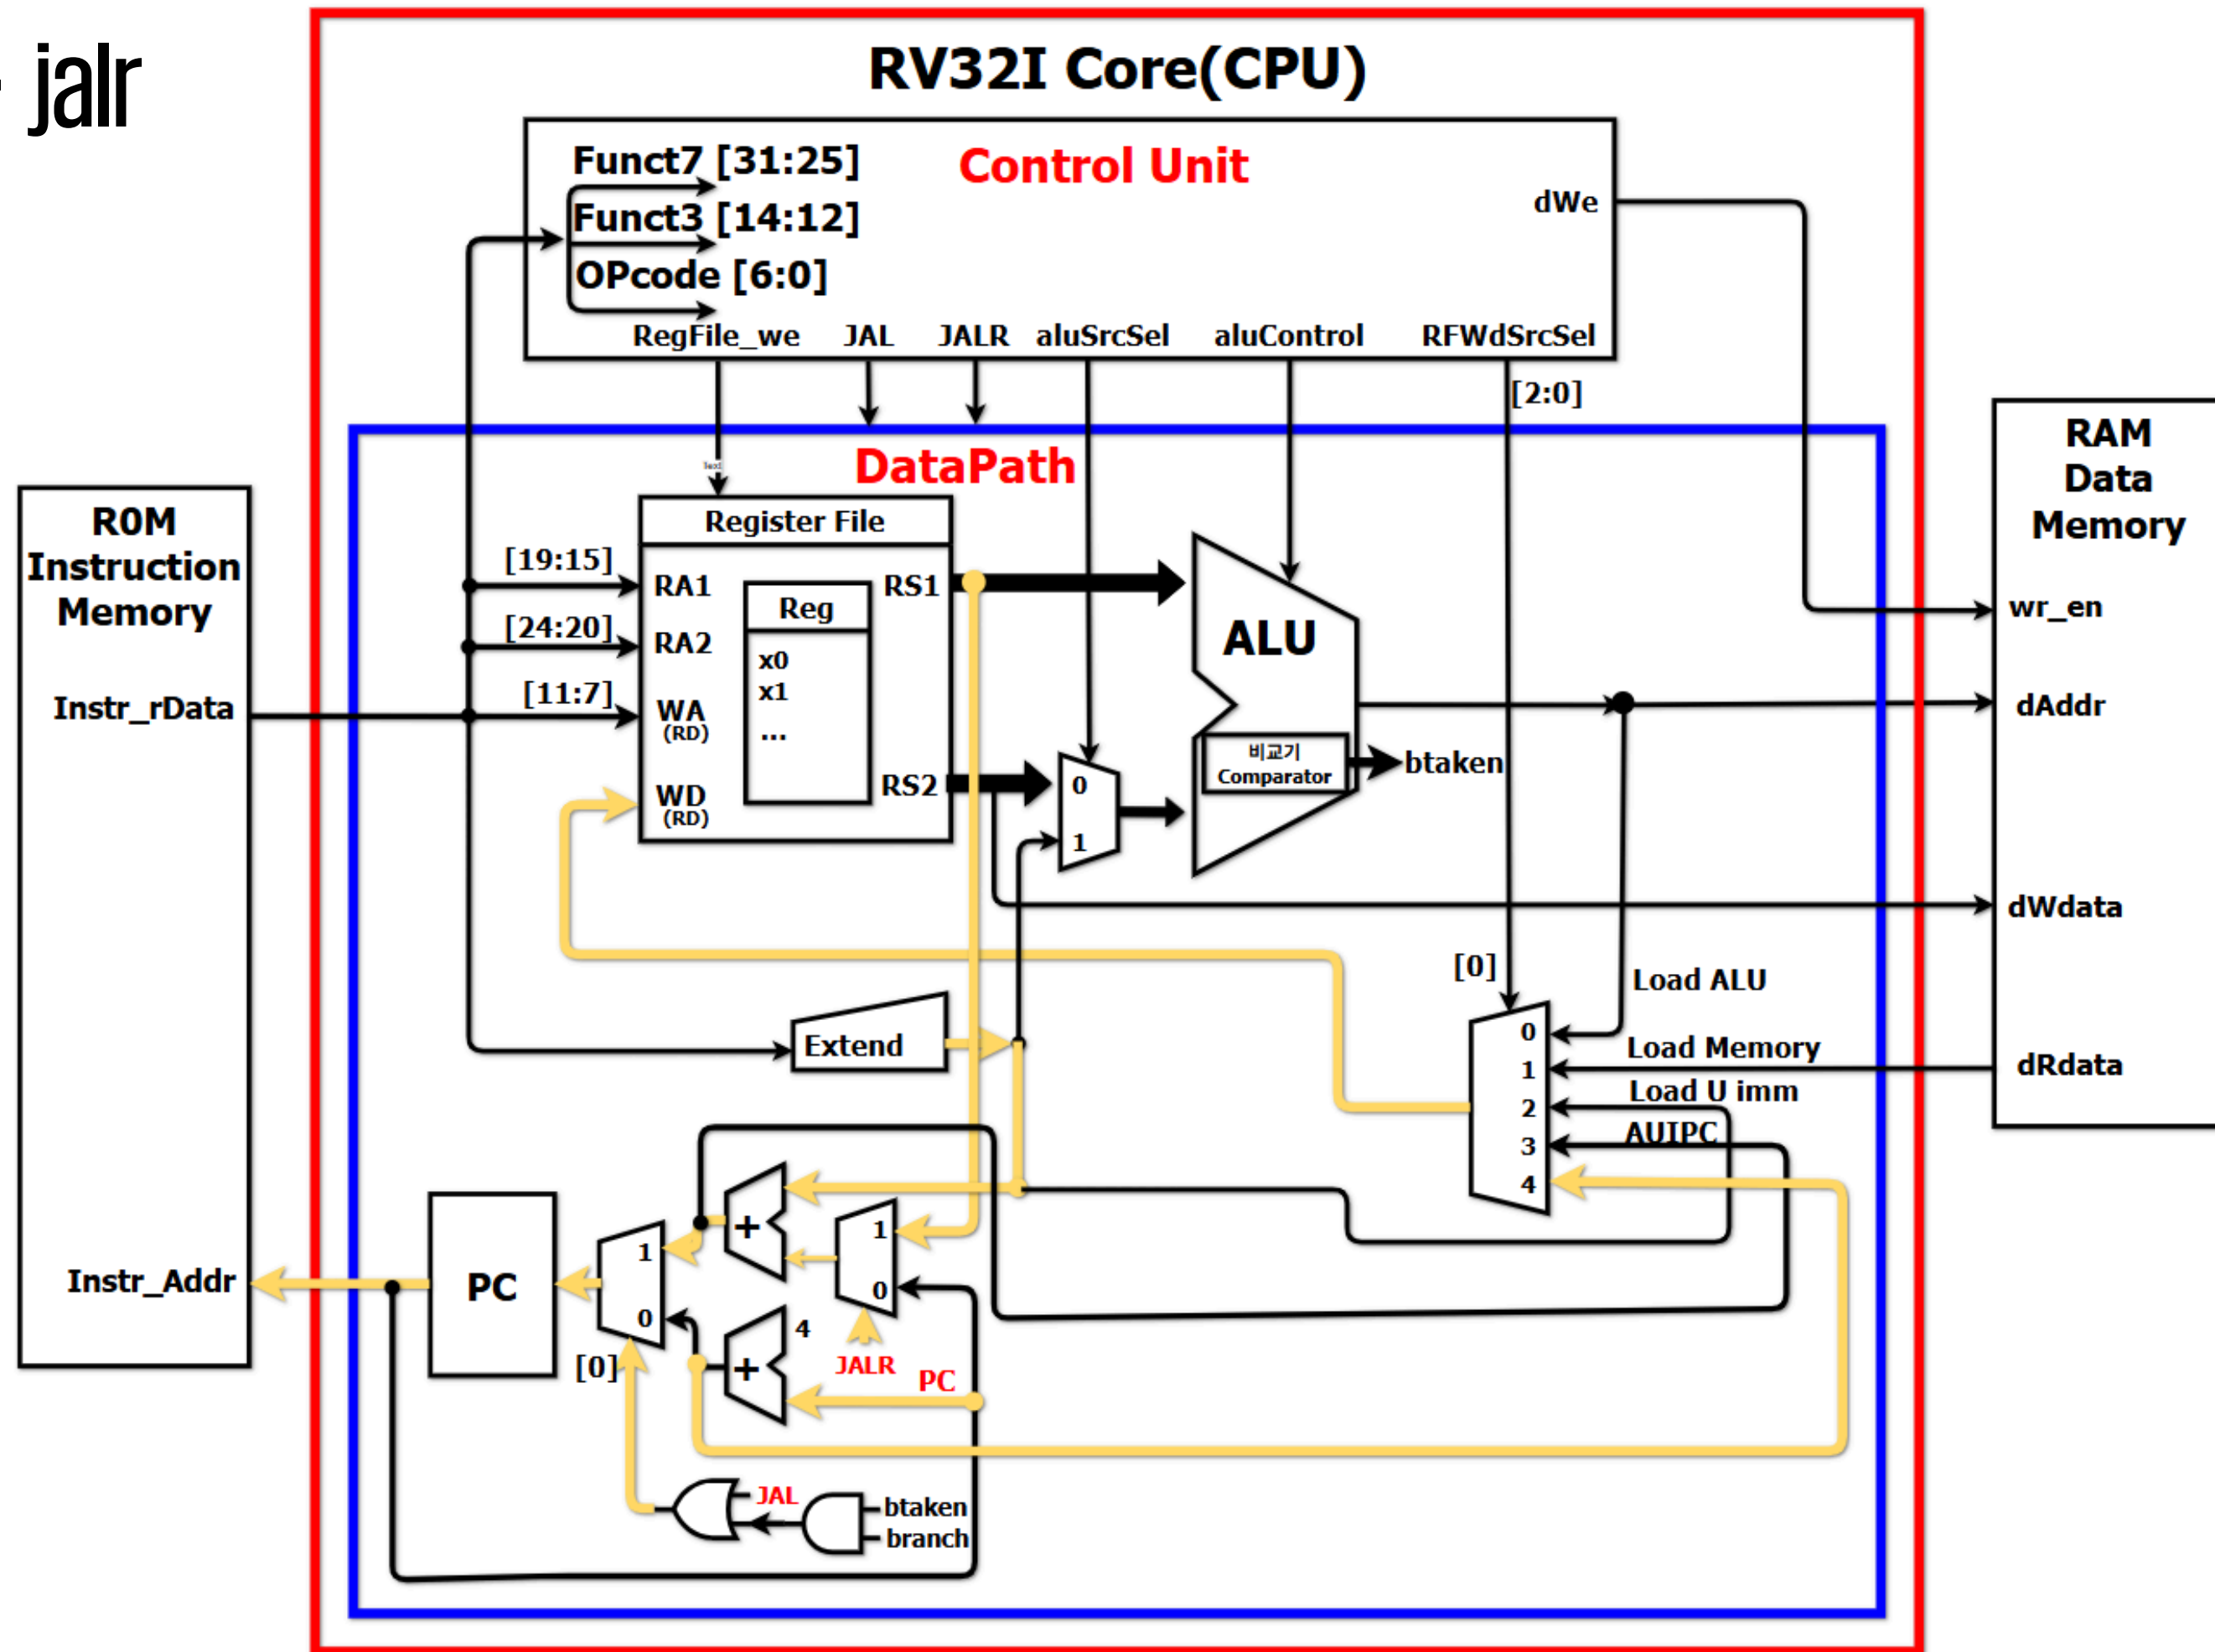 - jalr
RV32I Core(CPU)
Control Unit
Funct7 [31:25]
Funct3 [14:12]
OPcode [6:0]
dWe
RegFile_we
JAL
JALR
aluSrcSel
aluControl
RFWdSrcSel
[2:0]
DataPath
Text
R0M
Instruction
Memory
Instr_rData
Instr_Addr
[19:15]
[24:20]
[11:7]
Register File
RA1
RA2
WA
(RD)
WD
(RD)
Reg
x0
x1
...
RS1
RS2
0
1
ALU
비교기
Comparator
btaken
RAM
Data
Memory
wr_en
dAddr
dWdata
dRdata
[0]
Load ALU
Load Memory
Load U imm
AUIPC
0
1
2
3
4
Extend
PC
1
0
[0]
+
1
0
JALR
4
+
PC
JAL
btaken
branch